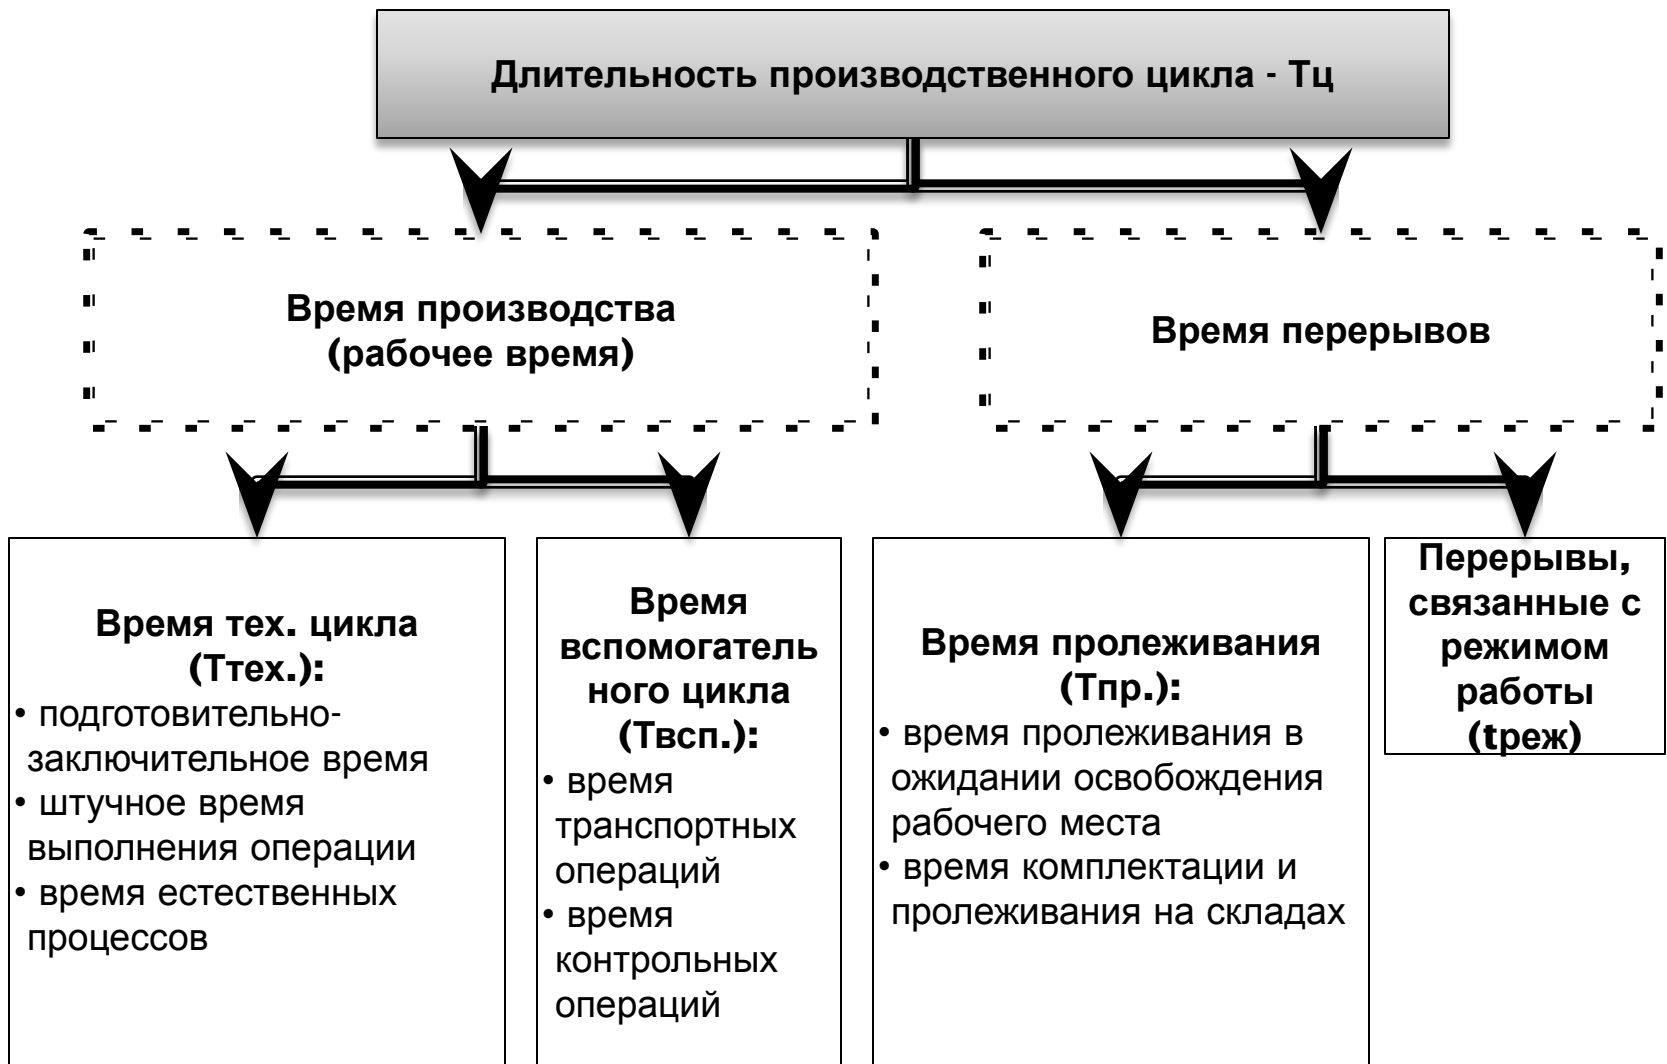 Длительность производственного цикла - Тц
Время производства
(рабочее время)
Время перерывов
Время тех. цикла
(Ттех.):
• подготовительно-
заключительное время
• штучное время
выполнения операции
• время естественных
процессов
Время
вспомогатель
ного цикла
(Твсп.):
• время
транспортных
операций
• время
контрольных
операций
Время пролеживания
(Тпр.):
• время пролеживания в
ожидании освобождения
рабочего места
• время комплектации и
пролеживания на складах
Перерывы,
связанные с
режимом
работы
(tреж)